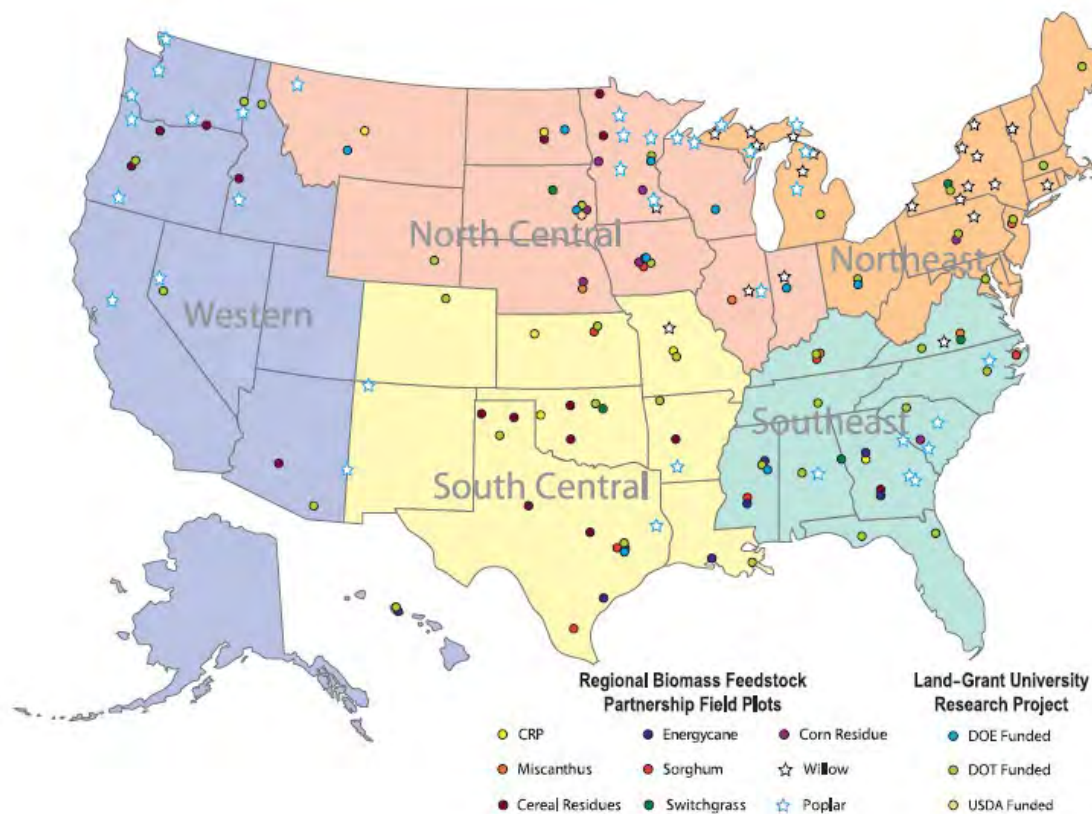 North Central
Northeast
Western
Southeast
South Central
Regional Biomass Feedstock
Partnership Field Plots
CRP
Energycane
Corn Residue
Miscanthus
Sorghum
Willow
Cereal Residues
Switchgrass
Poplar
Land-Grant University
Research Project
DOE Funded
DOT Funded
USDA Funded